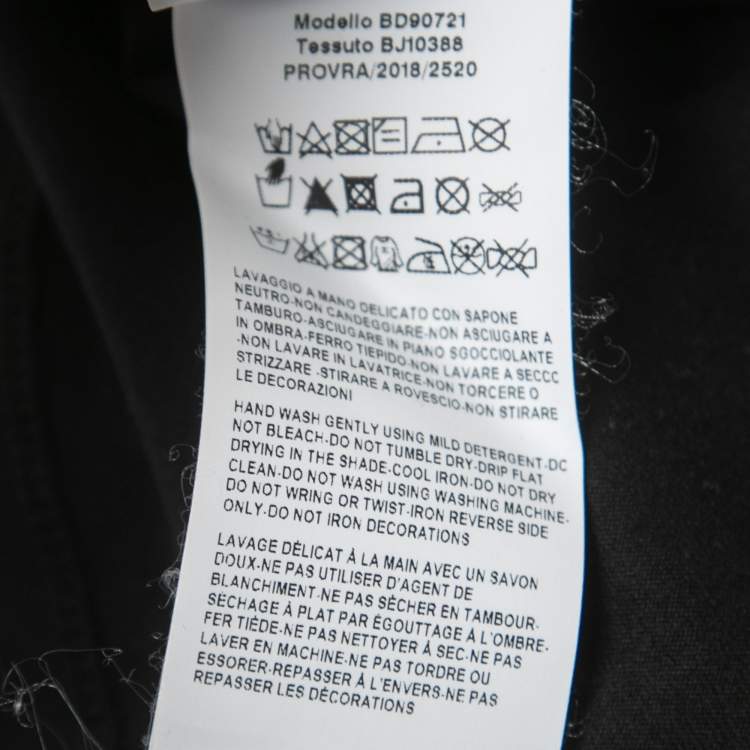 Modello BD90721
Tessuto BJ10388
PROVRA/2018/2520
LAVAGGIO A MANO DELICATO CON SAPONE
NEUTRO-NON CANDEGGIARE-NON ASCIUGARE A
TAMBURO-ASCIUGARE IN PIANO SGOCCIOLANTE
IN OMBRA-FERRO TIEPIDO-NON LAVARE A SECCC
-NON LAVARE IN LAVATRICE-NON TORCERE O
STRIZZARE -STIRARE A ROVESCIO-NON STIRARE
LE DECORAZIONI
HAND WASH GENTLY USING MILD DETERGENT-DC
NOT BLEACH-DO NOT TUMBLE DRY-DRIP FLAT
DRYING IN THE SHADE-COOL IRON-DO NOT DRY
CLEAN-DO NOT WASH USING WASHING MACHINE-
DO NOT WRING OR TWIST-IRON REVERSE SIDE
ONLY-DO NOT IRON DECORATIONS
LAVAGE DÉLICAT À LA MAIN AVEC UN SAVON
DOUX-NE PAS UTILISER D'AGENT DE
BLANCHIMENT-NE PAS SÉCHER EN TAMBOUR-
SÉCHAGE À PLAT PAR ÉGOUTTAGE À L'OMBRE-
FER TIÈDE-NE PAS NETTOYER À SEC-NE PAS
LAVER EN MACHINE-NE PAS TORDRE OU
ESSORER-REPASSER À L'ENVERS-NE PAS
REPASSER LES DÉCORATIONS